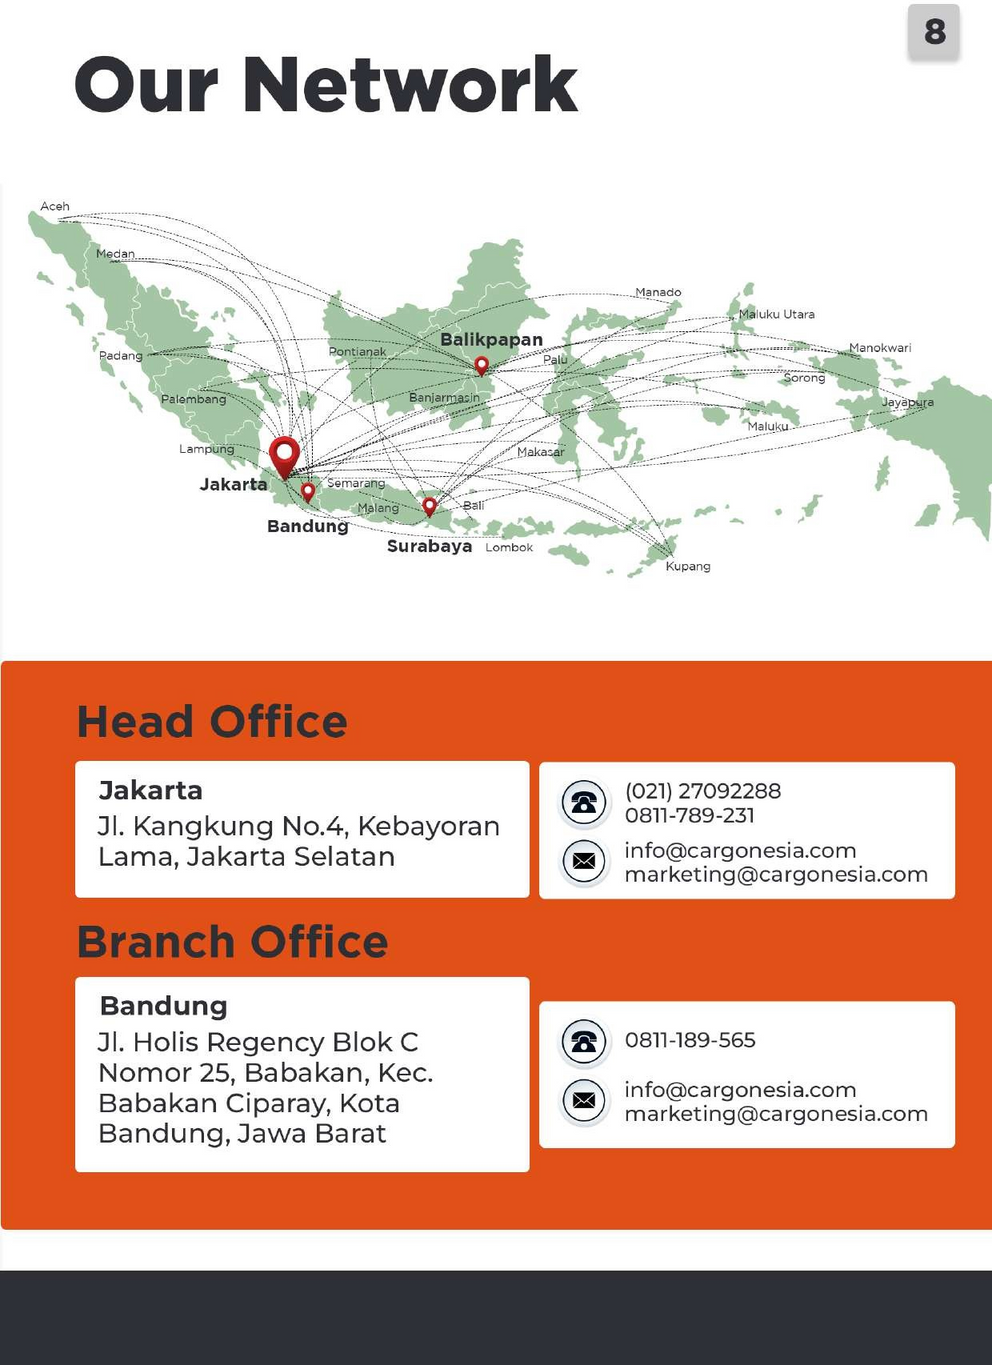 8
Our Network
Aceh
Medan
Manado
Maluku Utara
Balikpapan
Manokwari
Padang
Pontianak
Palu
Sorong
Palembang
Banjarmasin
Jayapura
Maluku
Lampung
Makasar
Jakarta
Semarang
Malang
Bali
Bandung
Surabaya
Lombok
Kupang
Head Office
Jakarta
Jl. Kangkung No.4, Kebayoran
Lama, Jakarta Selatan
(021) 27092288
0811-789-231
info@cargonesia.com
marketing@cargonesia.com
Branch Office
Bandung
Jl. Holis Regency Blok C
Nomor 25, Babakan, Kec.
Babakan Ciparay, Kota
Bandung, Jawa Barat
0811-189-565
info@cargonesia.com
marketing@cargonesia.com